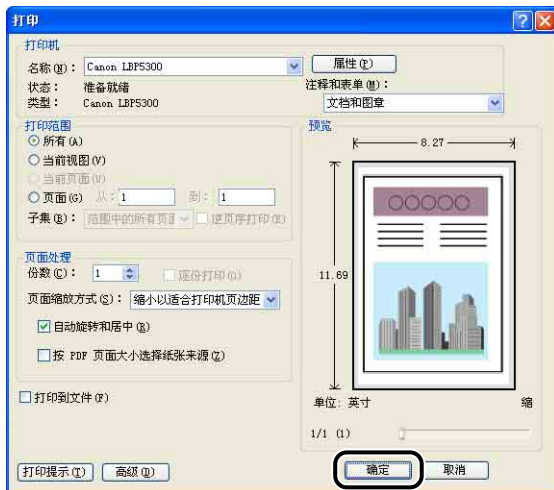 打印
打印机
名称(N): Canon LBP5300
属性(P)
状态: 准备就绪
注释和表单(M):
类型: Canon LBP5300
文档和图章
打印范围
所有(A)
当前视图(V)
当前页面(U)
页面(G) 从: 1 到: 1
子集(B): 范围中的所有页面 逆页序打印(E)
页面处理
份数(C): 1 逐份打印(O)
页面缩放方式(S): 缩小以适合打印机页边距
自动旋转和居中(R)
按 PDF 页面大小选择纸张来源(Z)
打印到文件(F)
预览
8.27
11.69
单位: 英寸 缩
1/1 (1)
打印提示(T) 高级(D) 确定 取消